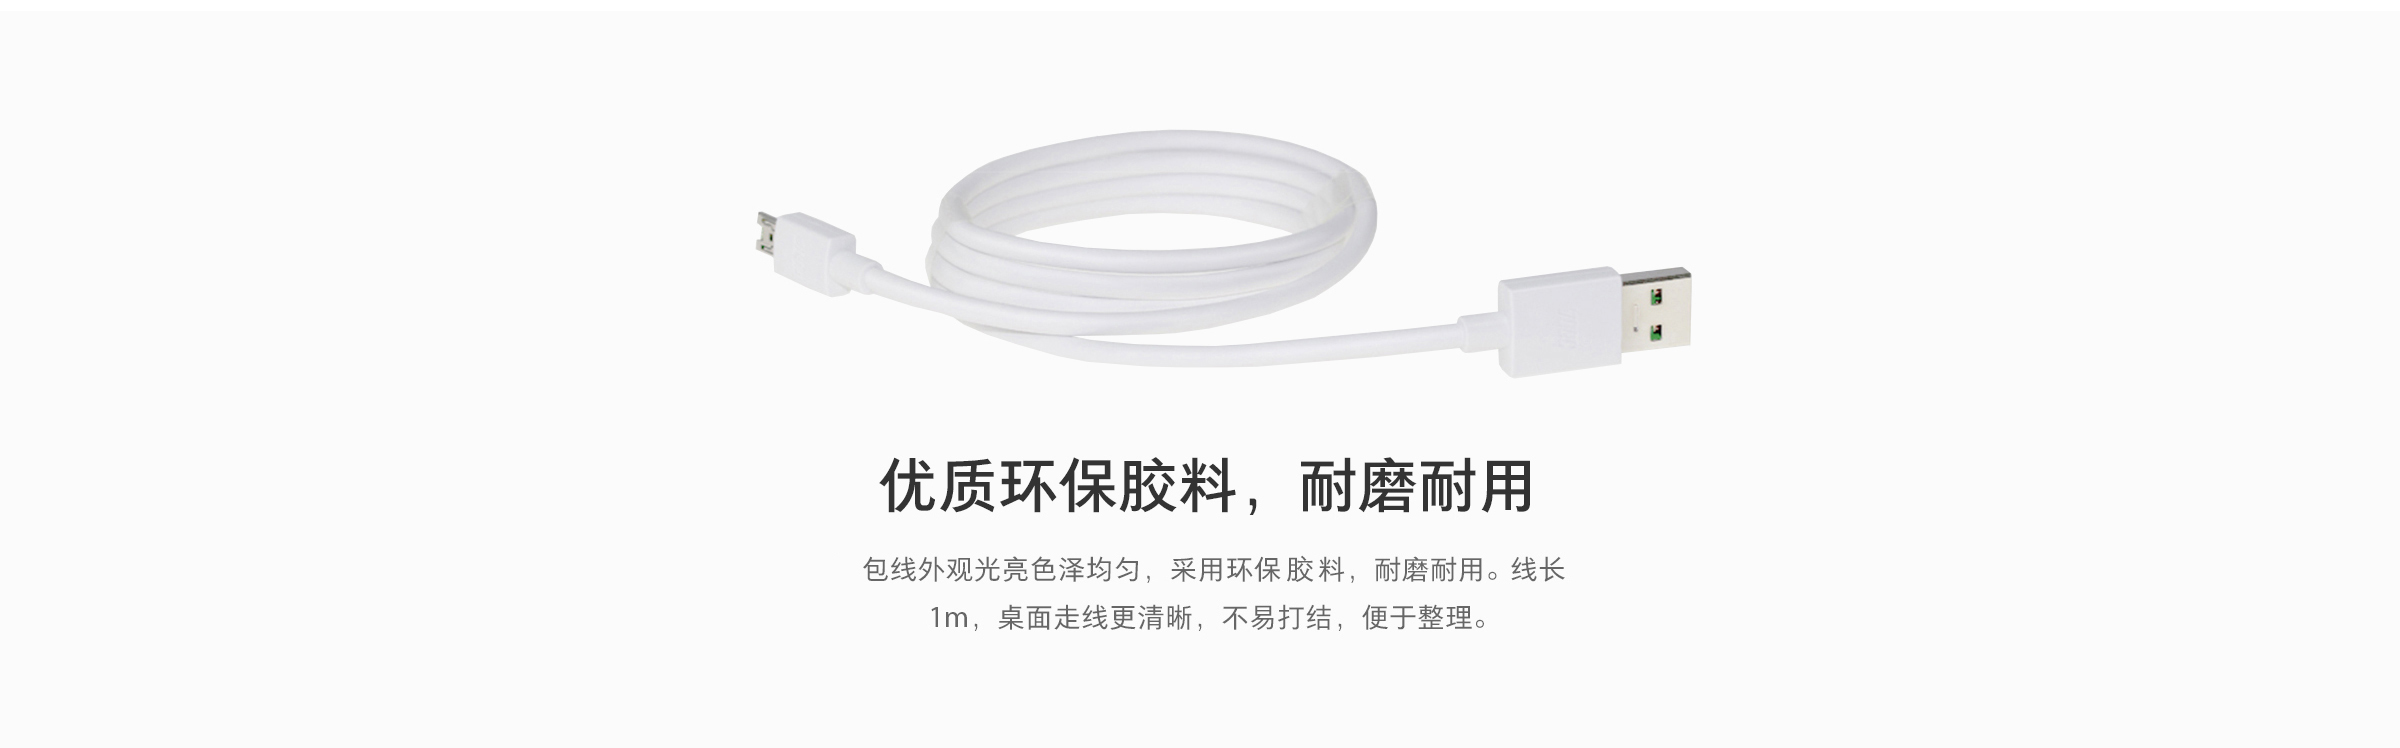 优质环保胶料，耐磨耐用
包线外观光亮色泽均匀，采用环保胶料，耐磨耐用。线长
1m，桌面走线更清晰，不易打结，便于整理。